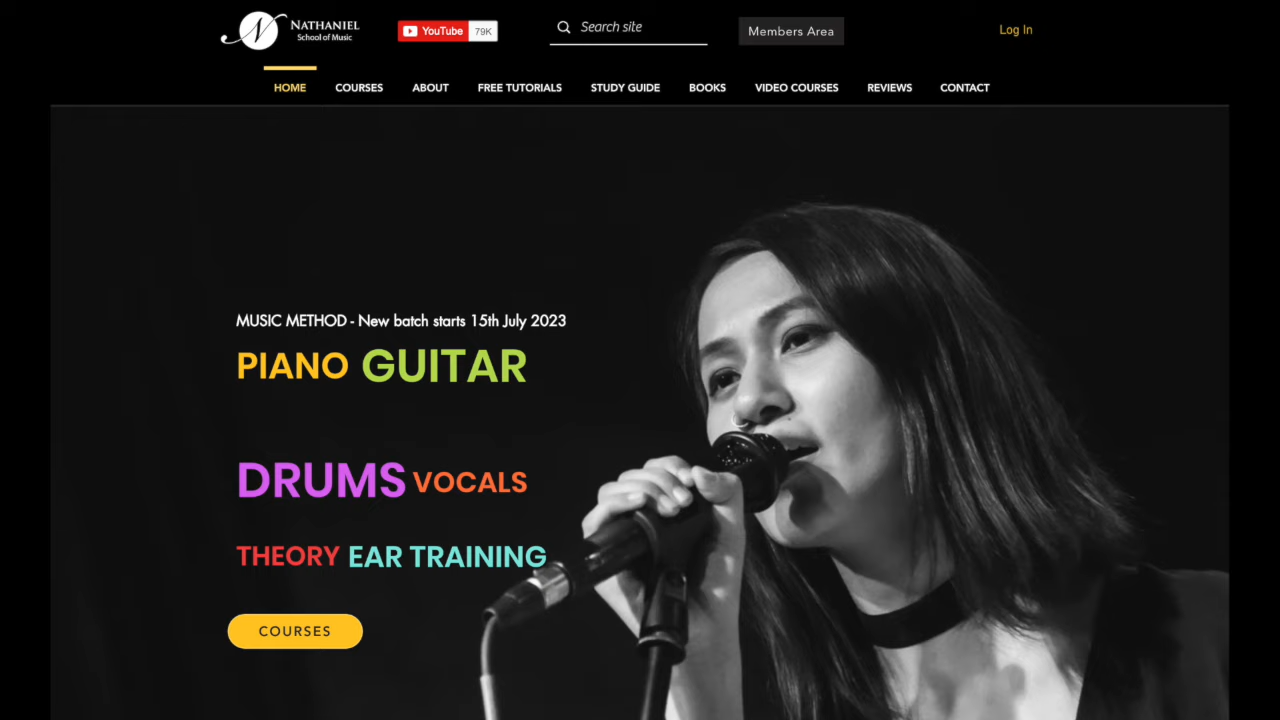 NATHANIEL
School of Music
YouTube 79K
Search site
Members Area
Log In
HOME COURSES ABOUT FREE TUTORIALS STUDY GUIDE BOOKS VIDEO COURSES REVIEWS CONTACT
MUSIC METHOD - New batch starts 15th July 2023
PIANO GUITAR
DRUMS VOCALS
THEORY EAR TRAINING
COURSES